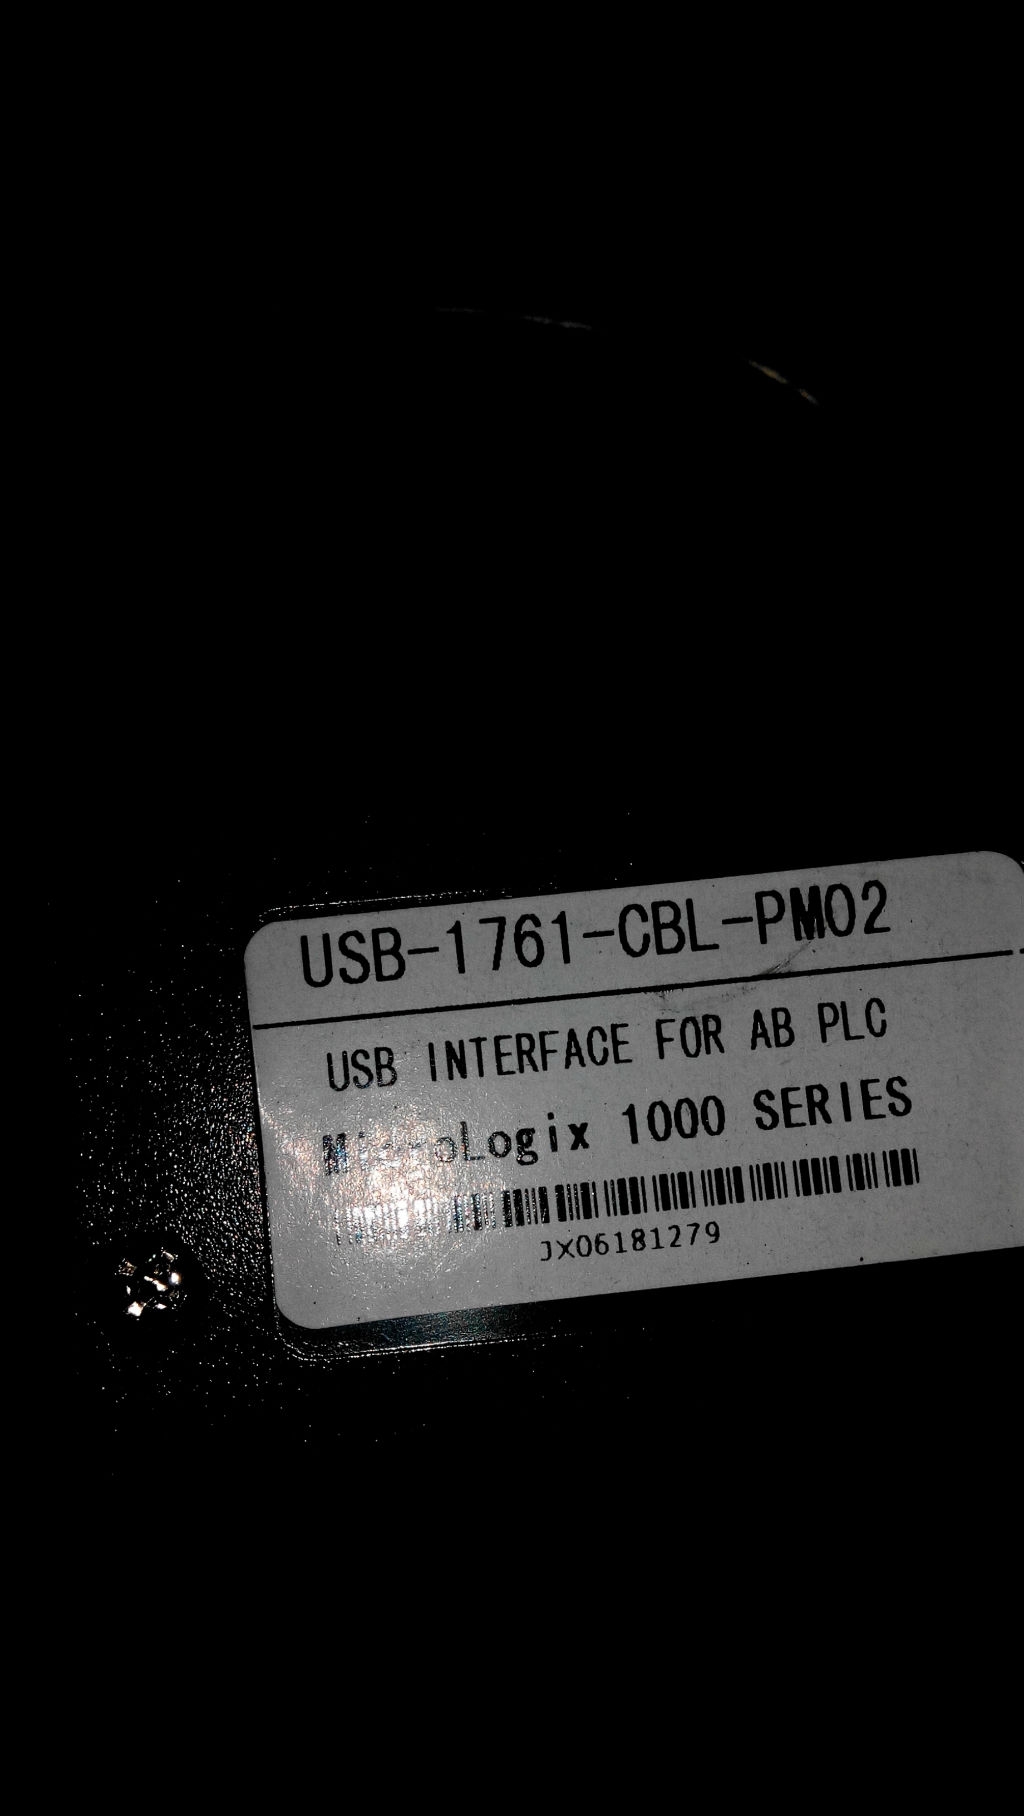 USB-1761-CBL-PM02
USB INTERFACE FOR AB PLC
MicroLogix 1000 SERIES
JX06181279